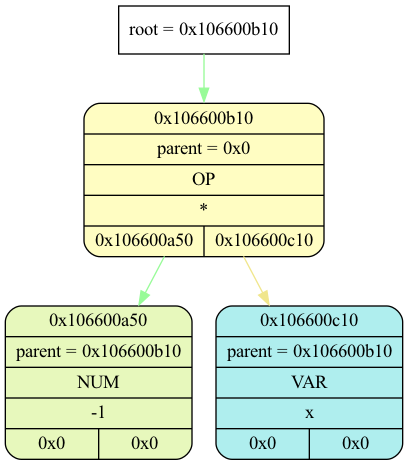 root = 0x106600b10
0x106600b10
parent = 0x0
OP
*
0x106600a50 0x106600c10
0x106600a50
parent = 0x106600b10
NUM
-1
0x0 0x0
0x106600c10
parent = 0x106600b10
VAR
x
0x0 0x0